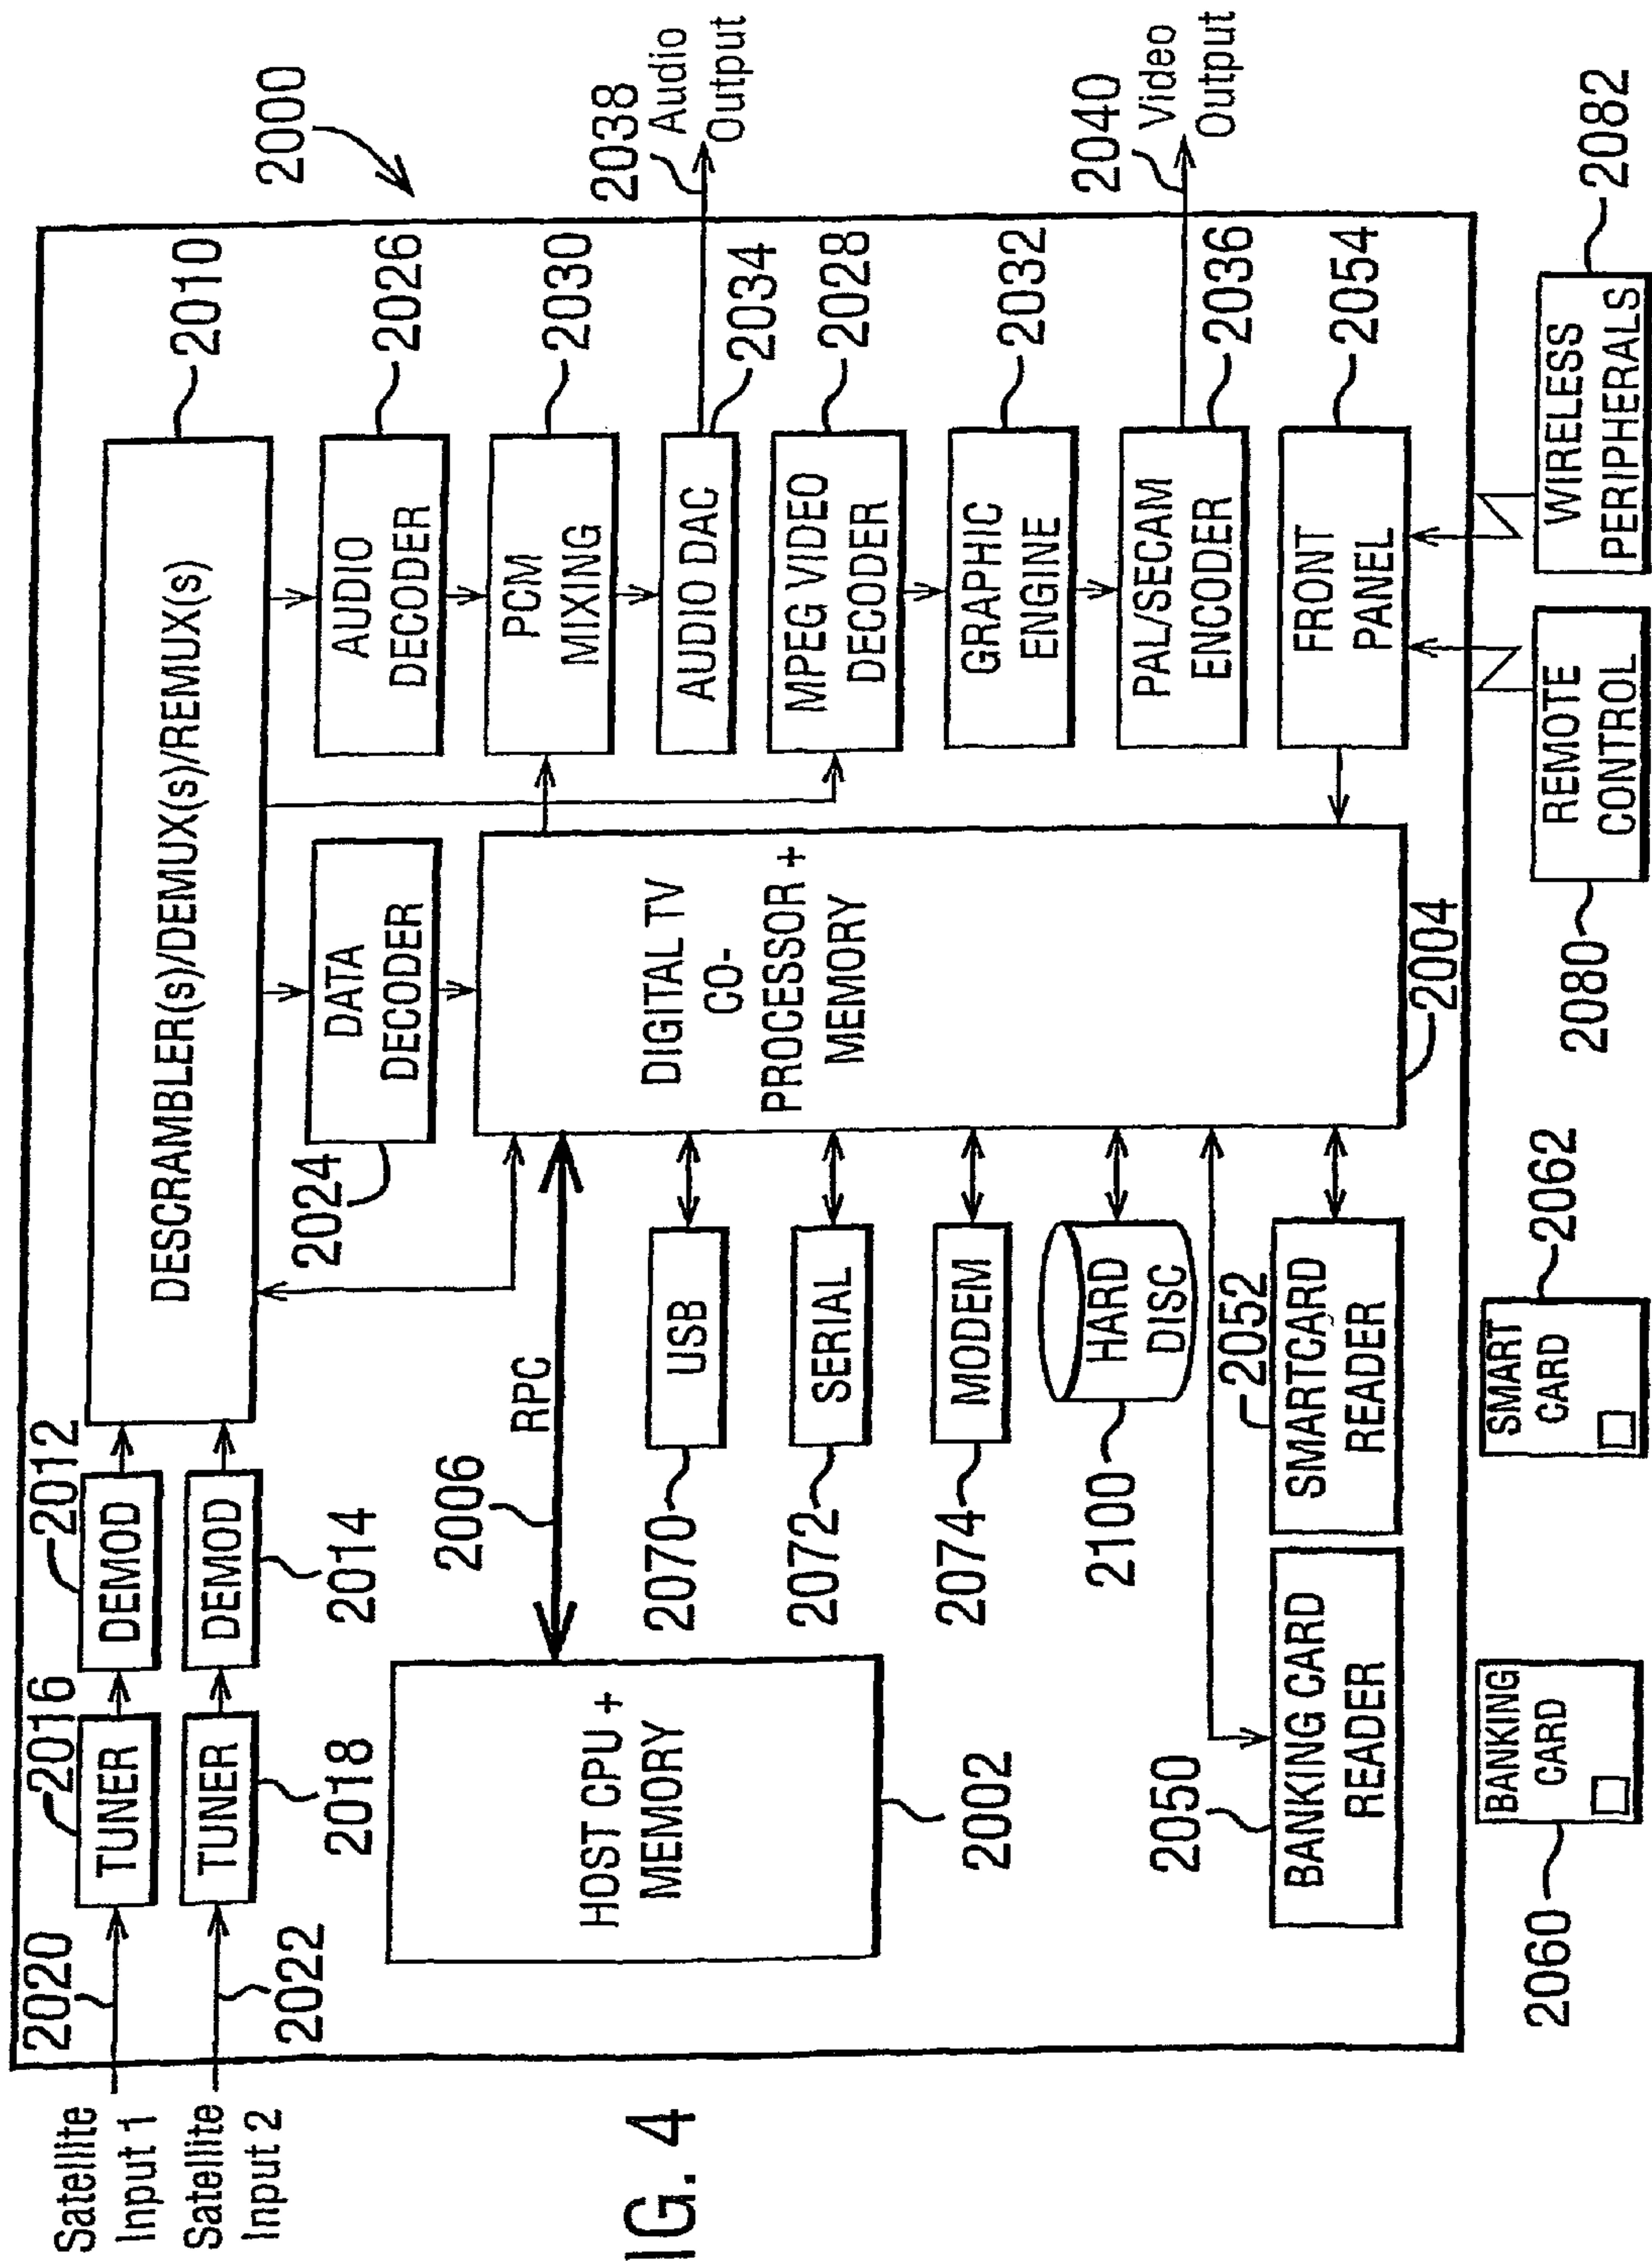 2000
Satellite
Input 1
Satellite
Input 2
2020
2022
2016
TUNER
TUNER
2018
2012
DEMOD
DEMOD
2014
DESCRAMBLER(s)/DEMUX(s)/REMUX(s)
2010
DATA
DECODER
2024
AUDIO
DECODER
2026
HOST CPU +
MEMORY
2002
2006
RPC
DIGITAL TV
CO-
PROCESSOR +
MEMORY
2004
PCM
MIXING
2030
AUDIO DAC
2034
2038
Audio
Output
MPEG VIDEO
DECODER
2028
GRAPHIC
ENGINE
2032
PAL/SECAM
ENCODER
2036
2040
Video
Output
FRONT
PANEL
2054
USB
2070
SERIAL
2072
MODEM
2074
HARD
DISC
2100
2050
BANKING CARD
READER
2052
SMARTCARD
READER
BANKING
CARD
2060
SMART
CARD
2062
REMOTE
CONTROL
2080
WIRELESS
PERIPHERALS
2082
IG. 4